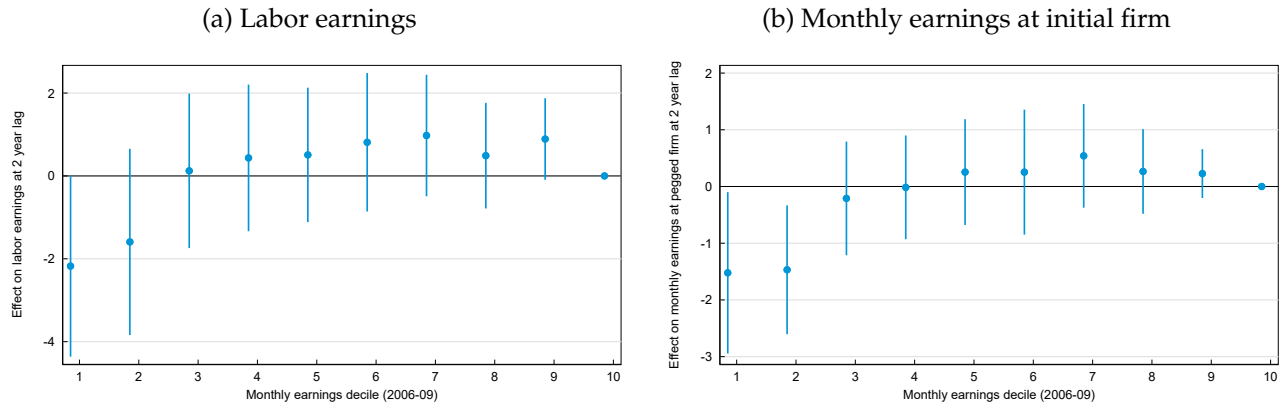 (a) Labor earnings
Effect on labor earnings at 2 year lag
2
0
-2
-4
1 2 3 4 5 6 7 8 9 10
Monthly earnings decile (2006-09)
(b) Monthly earnings at initial firm
Effect on monthly earnings at pegged firm at 2 year lag
2
1
0
-1
-2
-3
1 2 3 4 5 6 7 8 9 10
Monthly earnings decile (2006-09)